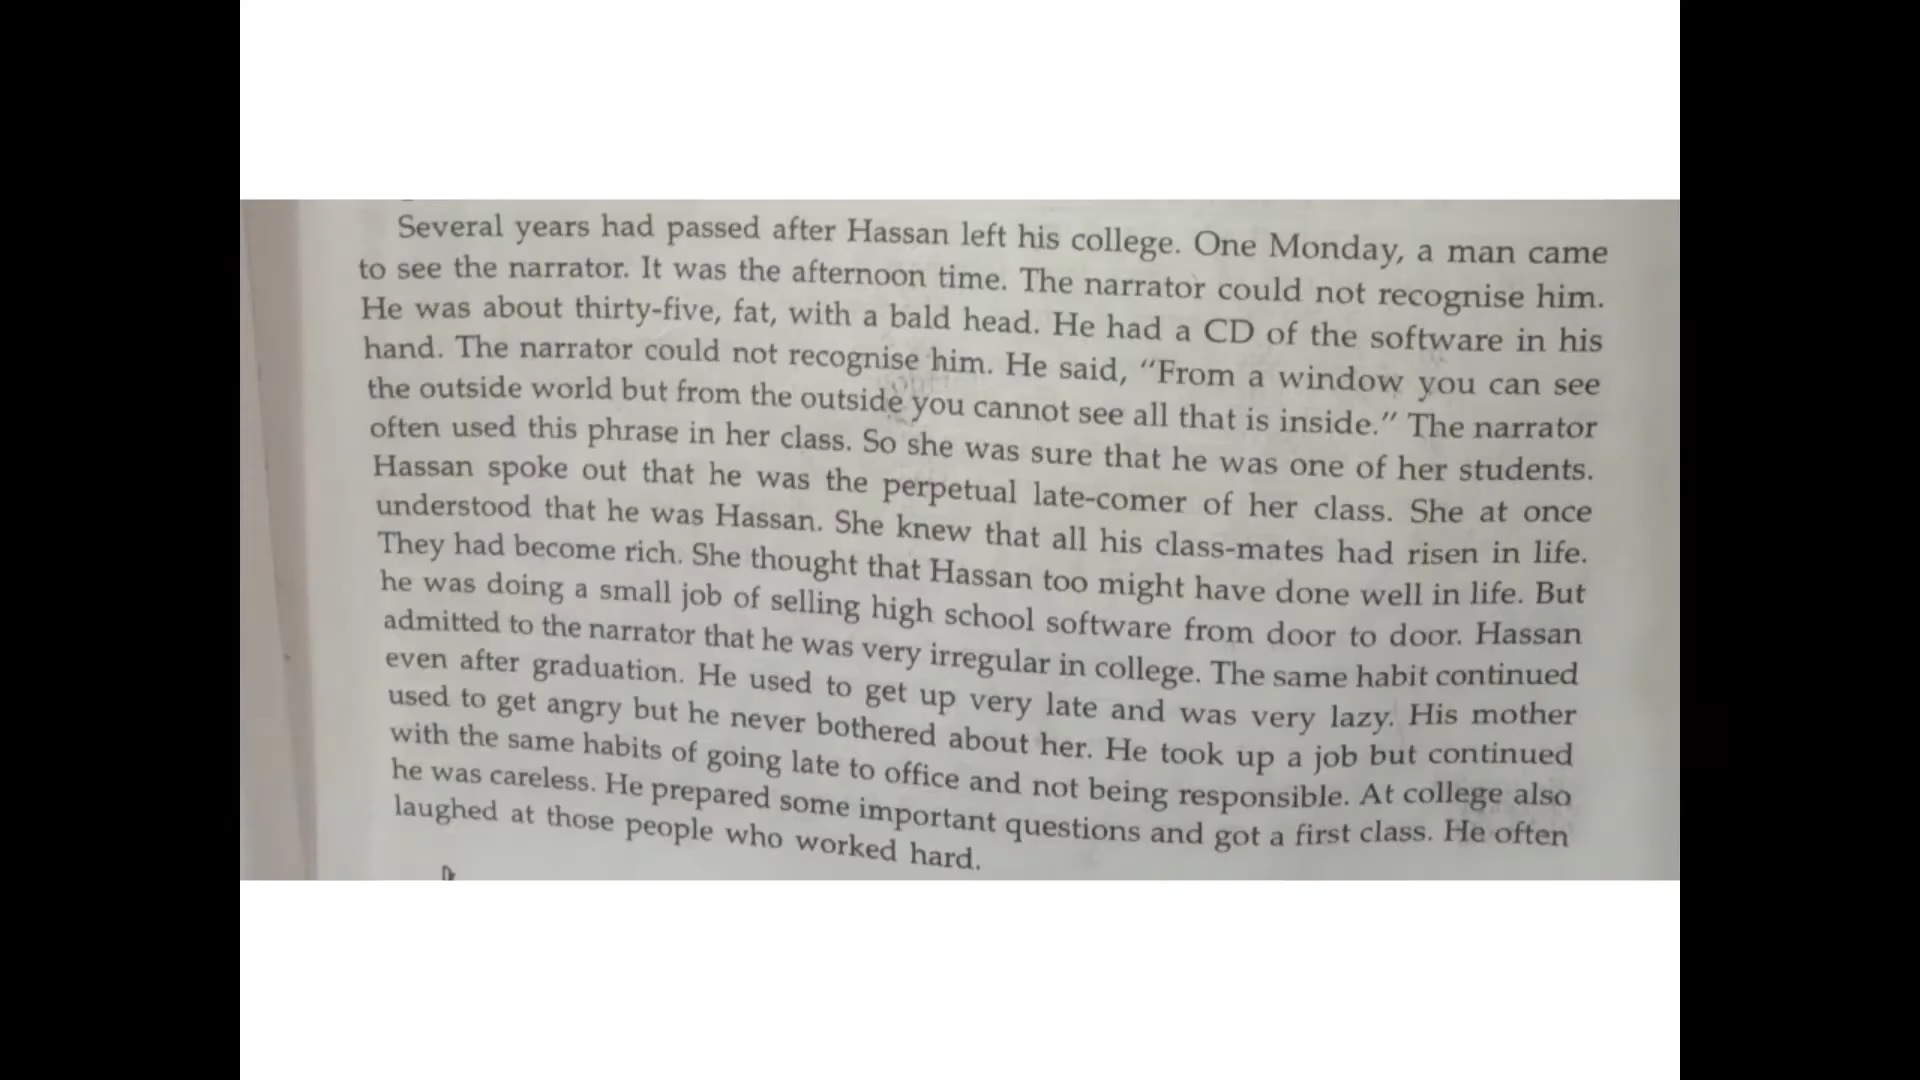 Several years had passed after Hassan left his college. One Monday, a man came
to see the narrator. It was the afternoon time. The narrator could not recognise him.
He was about thirty-five, fat, with a bald head. He had a CD of the software in his
hand. The narrator could not recognise him. He said, “From a window you can see
the outside world but from the outside you cannot see all that is inside.” The narrator
often used this phrase in her class. So she was sure that he was one of her students.
Hassan spoke out that he was the perpetual late-comer of her class. She at once
understood that he was Hassan. She knew that all his class-mates had risen in life.
They had become rich. She thought that Hassan too might have done well in life. But
he was doing a small job of selling high school software from door to door. Hassan
admitted to the narrator that he was very irregular in college. The same habit continued
even after graduation. He used to get up very late and was very lazy. His mother
used to get angry but he never bothered about her. He took up a job but continued
with the same habits of going late to office and not being responsible. At college also
he was careless. He prepared some important questions and got a first class. He often
laughed at those people who worked hard.